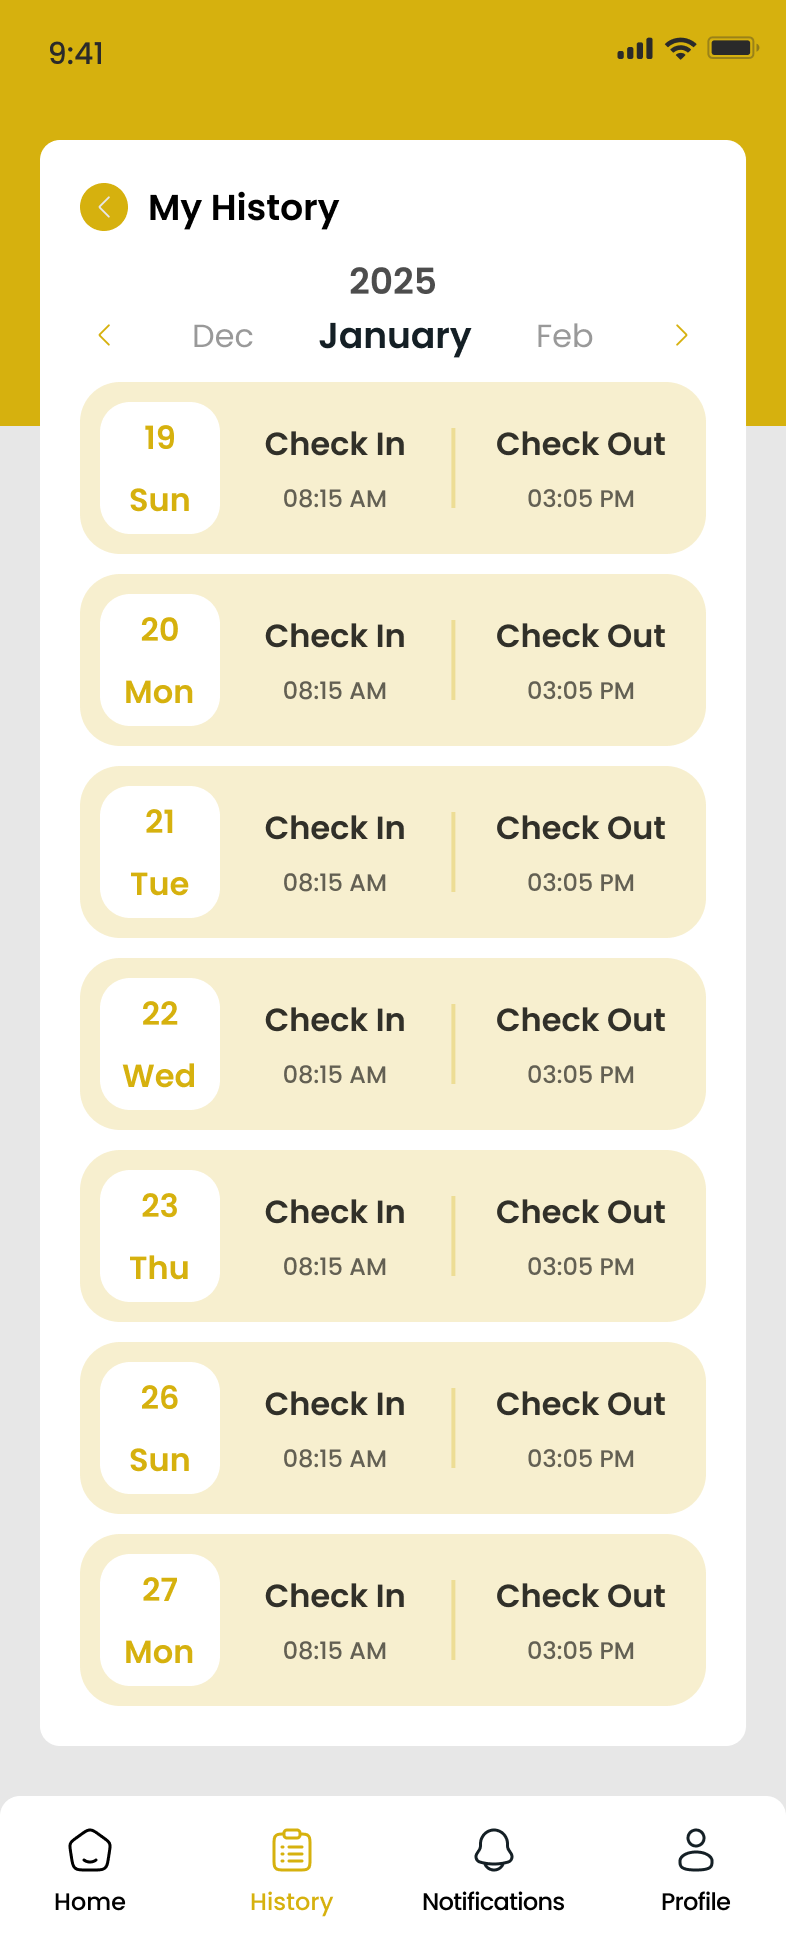 9:41
My History
2025
Dec January Feb
19
Sun
Check In Check Out
08:15 AM 03:05 PM
20
Mon
Check In Check Out
08:15 AM 03:05 PM
21
Tue
Check In Check Out
08:15 AM 03:05 PM
22
Wed
Check In Check Out
08:15 AM 03:05 PM
23
Thu
Check In Check Out
08:15 AM 03:05 PM
26
Sun
Check In Check Out
08:15 AM 03:05 PM
27
Mon
Check In Check Out
08:15 AM 03:05 PM
Home History Notifications Profile